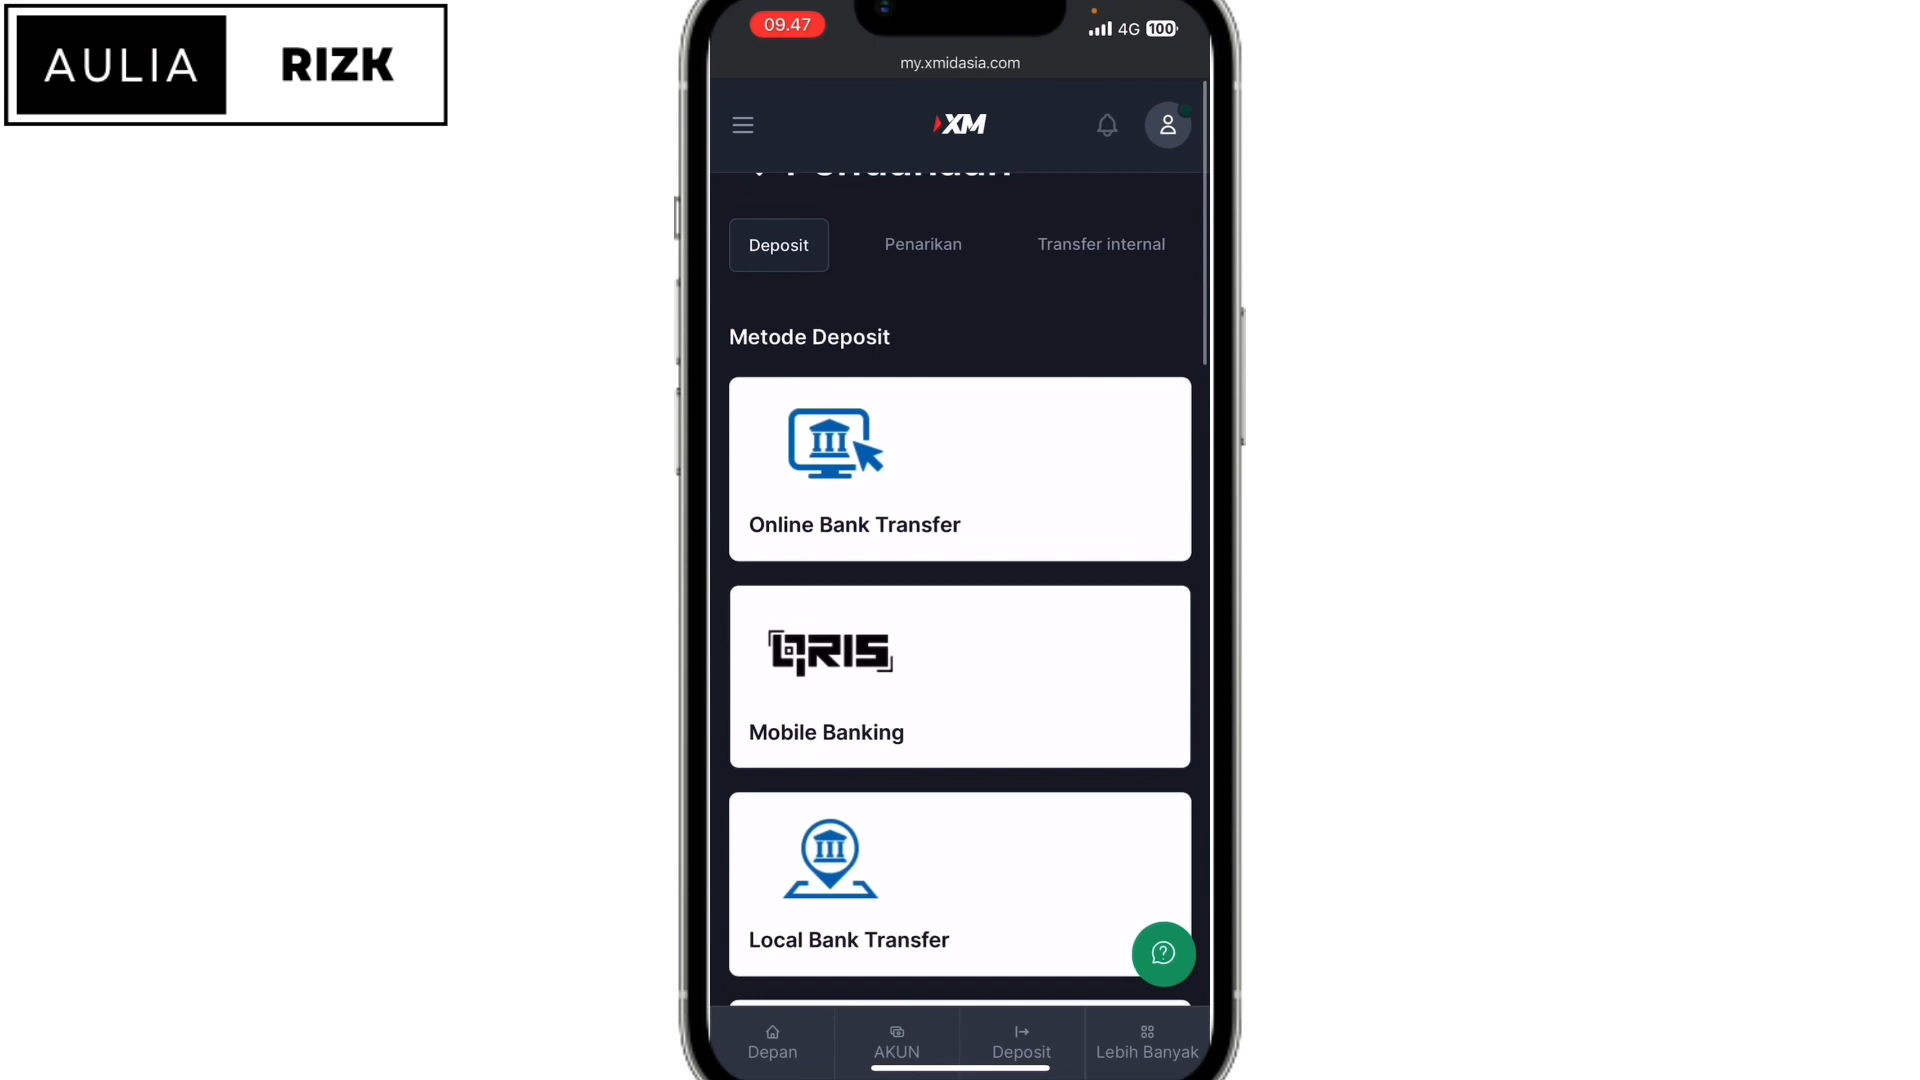 AULIA RIZK
09.47
4G 100
my.xmidasia.com
XM
Pendanaan
Deposit Penarikan Transfer internal
Metode Deposit
Online Bank Transfer
QRIS
Mobile Banking
Local Bank Transfer
Depan AKUN Deposit Lebih Banyak